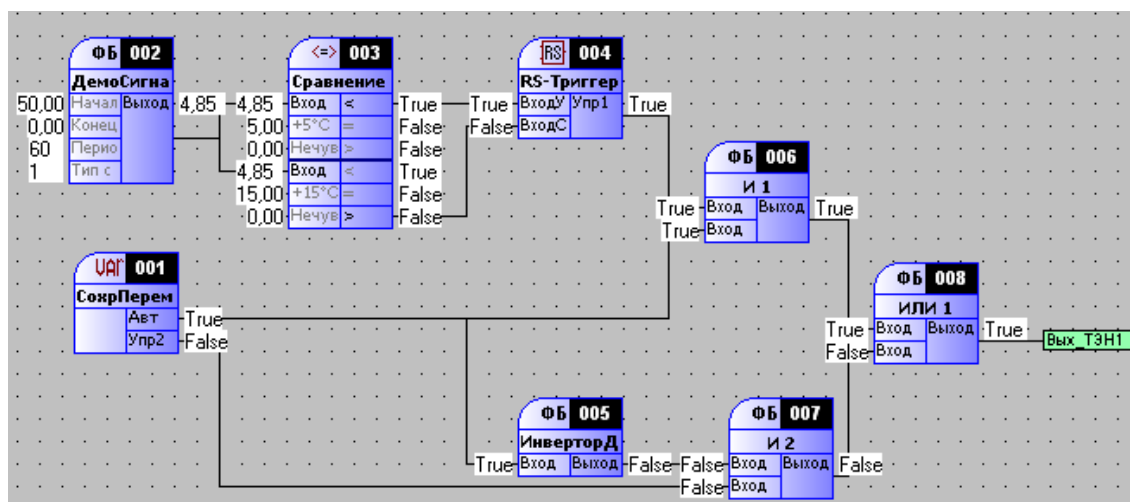 ФБ 002
ДемоСигна
50,00 Начал Выход 4,85
0,00 Конец
60 Перио
1 Тип с
<=> 003
Сравнение
4,85 Вход < True
5,00 +5°C = False
0,00 Нечув > False
4,85 Вход < True
15,00 +15°C = False
0,00 Нечув > False
RS 004
RS-Триггер
True ВходУ Упр1 True
False ВходС
ФБ 006
И 1
True Вход Выход True
True Вход
VAR 001
СохрПерем
Авт True
Упр2 False
ФБ 008
ИЛИ 1
True Вход Выход True
False Вход
Вых_ТЭН1
ФБ 005
ИнверторД
True Вход Выход False
ФБ 007
И 2
False Вход Выход False
False Вход